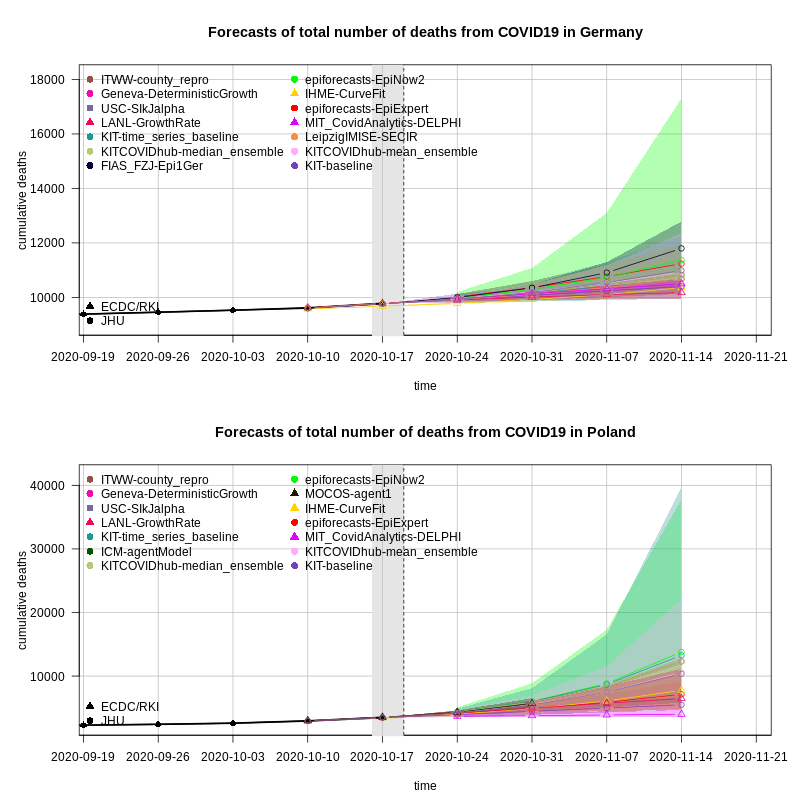 Forecasts of total number of deaths from COVID19 in Germany
cumulative deaths
18000
16000
14000
12000
10000
ITWW-county_repro
Geneva-DeterministicGrowth
USC-SIkJalpha
LANL-GrowthRate
KIT-time_series_baseline
KITCOVIDhub-median_ensemble
FIAS_FZJ-Epi1Ger
epiforecasts-EpiNow2
IHME-CurveFit
epiforecasts-EpiExpert
MIT_CovidAnalytics-DELPHI
LeipzigIMISE-SECIR
KITCOVIDhub-mean_ensemble
KIT-baseline
ECDC/RKI
JHU
2020-09-19 2020-09-26 2020-10-03 2020-10-10 2020-10-17 2020-10-24 2020-10-31 2020-11-07 2020-11-14 2020-11-21
time
Forecasts of total number of deaths from COVID19 in Poland
cumulative deaths
40000
30000
20000
10000
ITWW-county_repro
Geneva-DeterministicGrowth
USC-SIkJalpha
LANL-GrowthRate
KIT-time_series_baseline
ICM-agentModel
KITCOVIDhub-median_ensemble
epiforecasts-EpiNow2
MOCOS-agent1
IHME-CurveFit
epiforecasts-EpiExpert
MIT_CovidAnalytics-DELPHI
KITCOVIDhub-mean_ensemble
KIT-baseline
ECDC/RKI
JHU
2020-09-19 2020-09-26 2020-10-03 2020-10-10 2020-10-17 2020-10-24 2020-10-31 2020-11-07 2020-11-14 2020-11-21
time